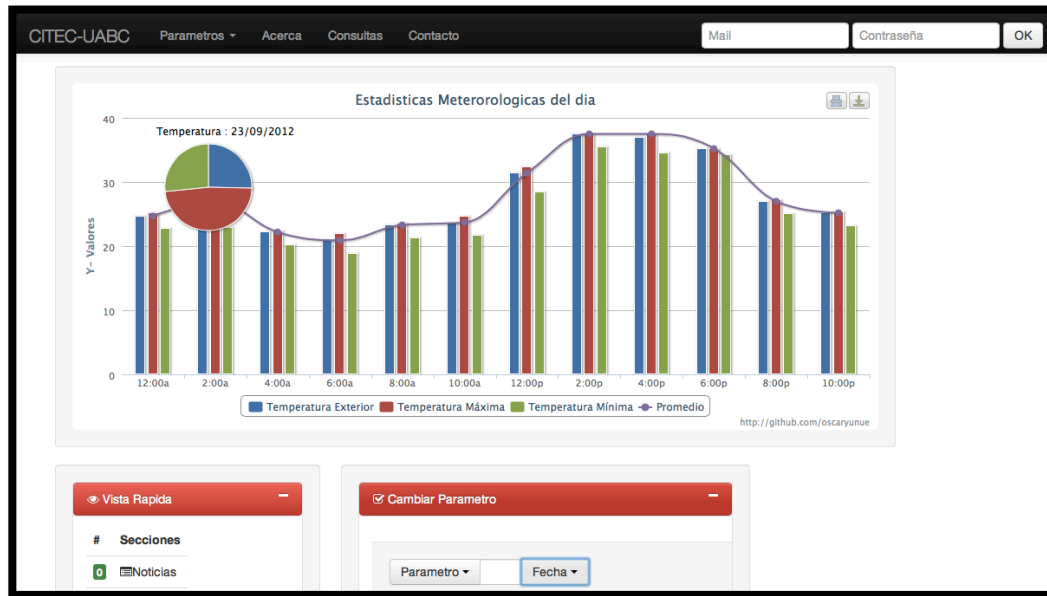 CITEC-UABC Parametros Acerca Consultas Contacto Mail Contraseña OK
Estadisticas Meterorologicas del dia
Temperatura : 23/09/2012
Y- Valores
40
30
20
10
0
12:00a 2:00a 4:00a 6:00a 8:00a 10:00a 12:00p 2:00p 4:00p 6:00p 8:00p 10:00p
Temperatura Exterior Temperatura Máxima Temperatura Mínima Promedio
http://github.com/oscaryunue
Vista Rapida
# Secciones
0 Noticias
Cambiar Parametro
Parametro Fecha